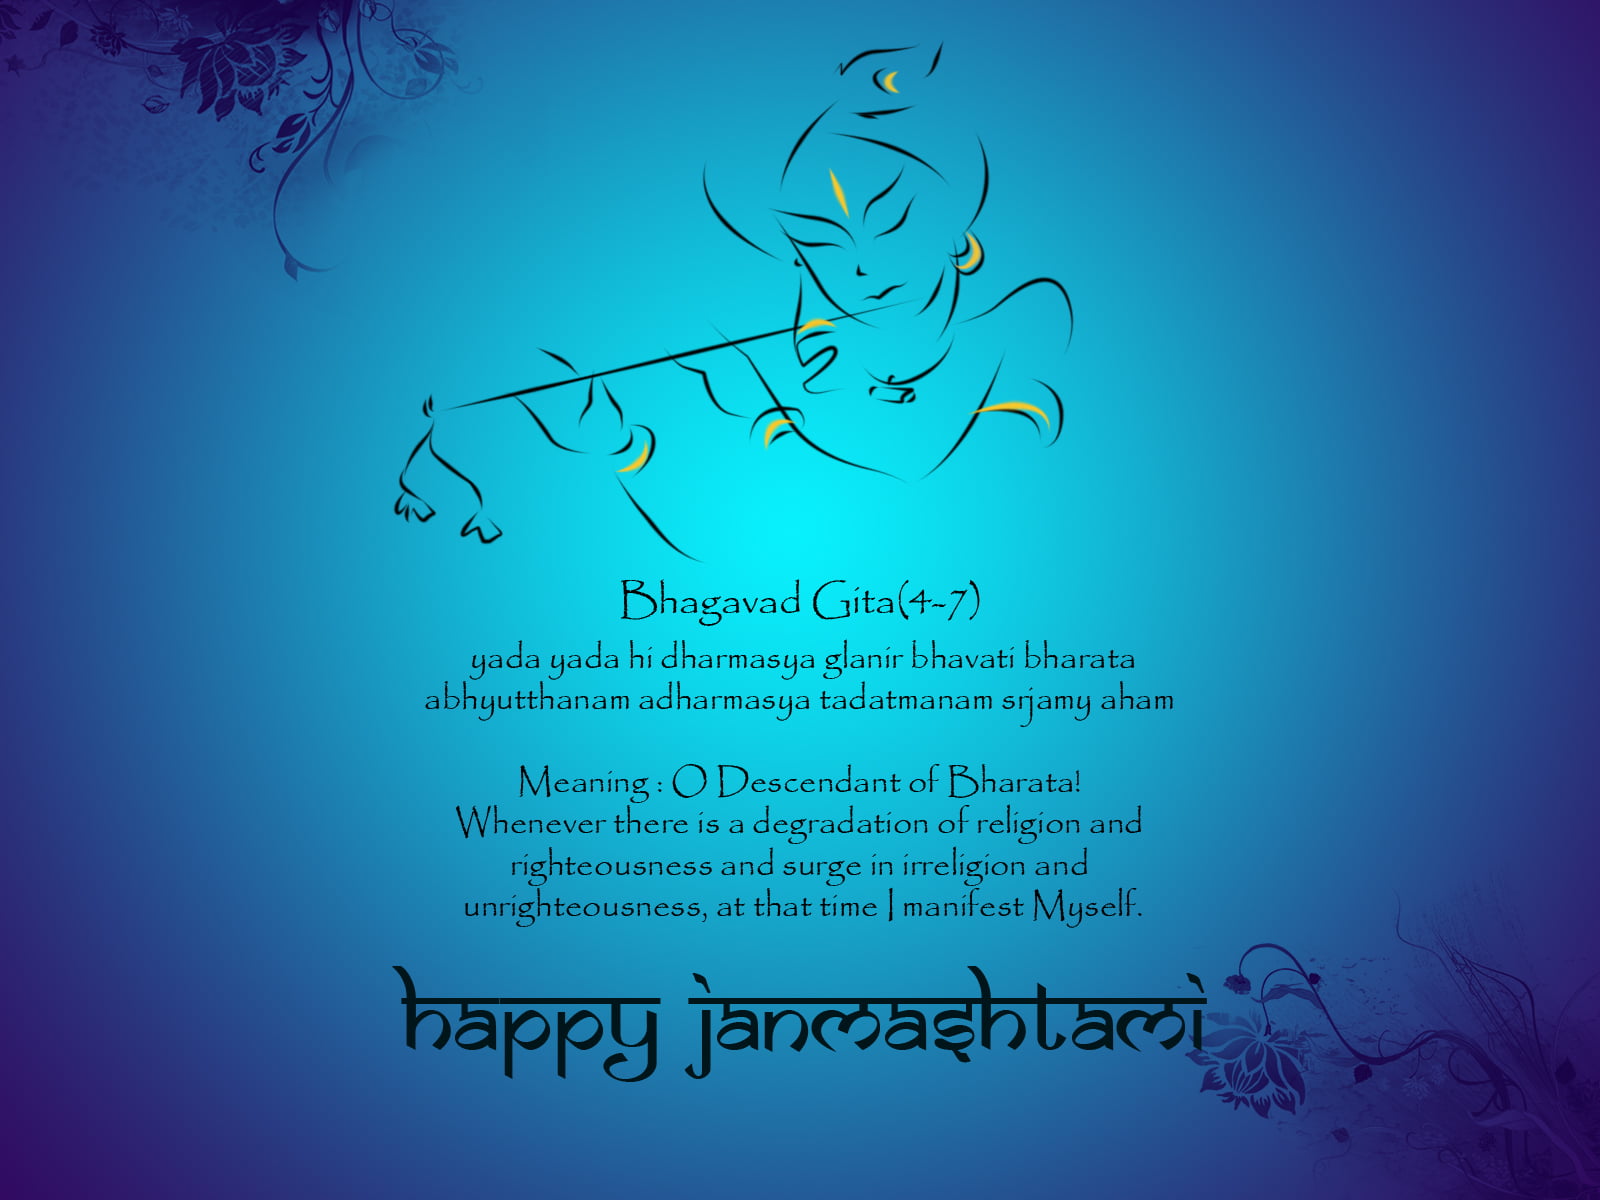 Bhagavad Gita(4-7)
yada yada hi dharmasya glanir bhavati bharata
abhyutthanam adharmasya tadatmanam srjamy aham
Meaning : O Descendant of Bharata!
Whenever there is a degradation of religion and
righteousness and surge in irreligion and
unrighteousness, at that time I manifest Myself.
happy janmashtami